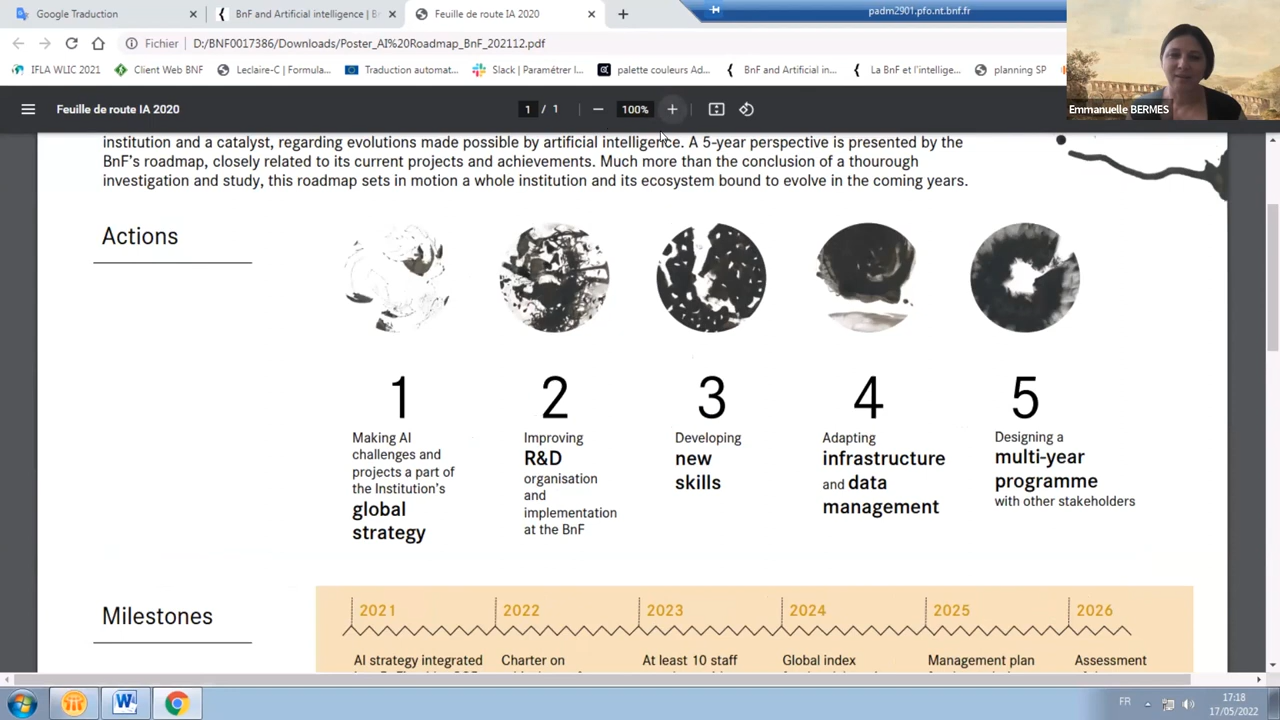 Google Traduction
BnF and Artificial intelligence | B
Feuille de route IA 2020
padm2901.pfo.nt.bnf.fr
Fichier
D:/BNF0017386/Downloads/Poster_AI%20Roadmap_BnF_202112.pdf
IFLA WLIC 2021
Client Web BNF
Leclaire-C | Formula...
Traduction automat...
Slack | Paramétrer l...
palette couleurs Ad...
BnF and Artificial in...
La BnF et l'intellige...
planning SP
Emmanuelle BERMES
Feuille de route IA 2020
1 / 1
100%
institution and a catalyst, regarding evolutions made possible by artificial intelligence. A 5-year perspective is presented by the
BnF's roadmap, closely related to its current projects and achievements. Much more than the conclusion of a thourough
investigation and study, this roadmap sets in motion a whole institution and its ecosystem bound to evolve in the coming years.
Actions
1
Making AI
challenges and
projects a part of
the Institution's
global
strategy
2
Improving
R&D
organisation
and
implementation
at the BnF
3
Developing
new
skills
4
Adapting
infrastructure
and data
management
5
Designing a
multi-year
programme
with other stakeholders
Milestones
2021
2022
2023
2024
2025
2026
AI strategy integrated
Charter on
At least 10 staff
Global index
Management plan
Assessment
FR
17:18
17/05/2022